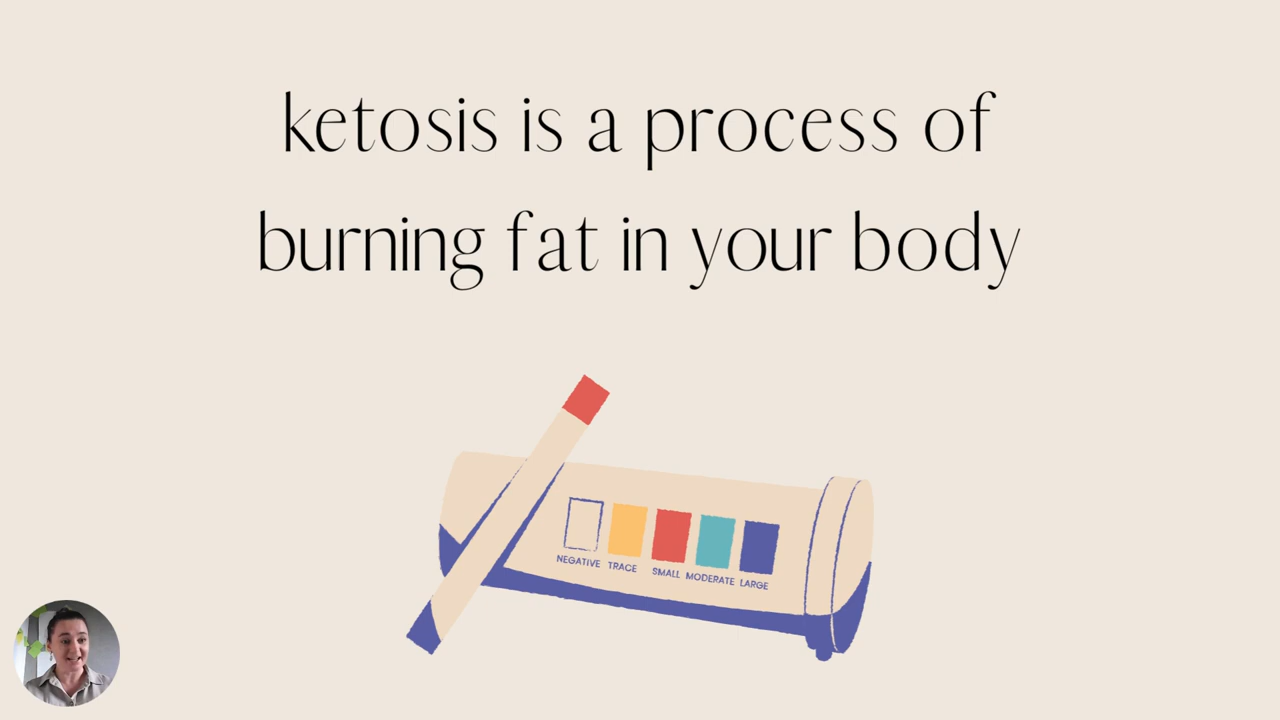 ketosis is a process of
burning fat in your body
NEGATIVE TRACE SMALL MODERATE LARGE